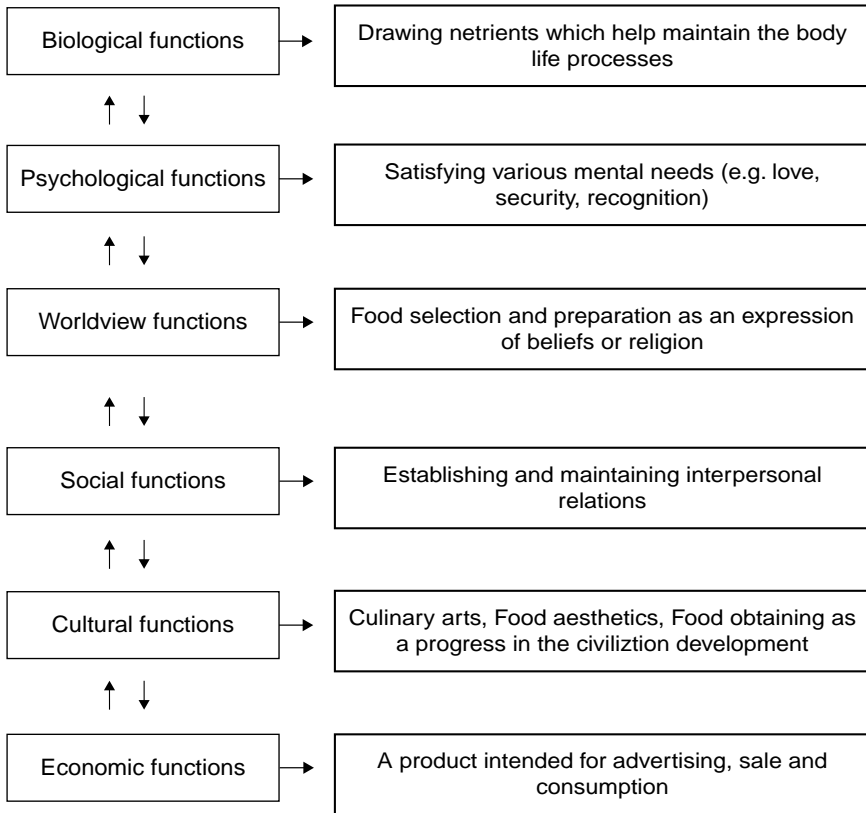 Biological functions
Drawing netrients which help maintain the body
life processes
Psychological functions
Satisfying various mental needs (e.g. love,
security, recognition)
Worldview functions
Food selection and preparation as an expression
of beliefs or religion
Social functions
Establishing and maintaining interpersonal
relations
Cultural functions
Culinary arts, Food aesthetics, Food obtaining as
a progress in the civiliztion development
Economic functions
A product intended for advertising, sale and
consumption